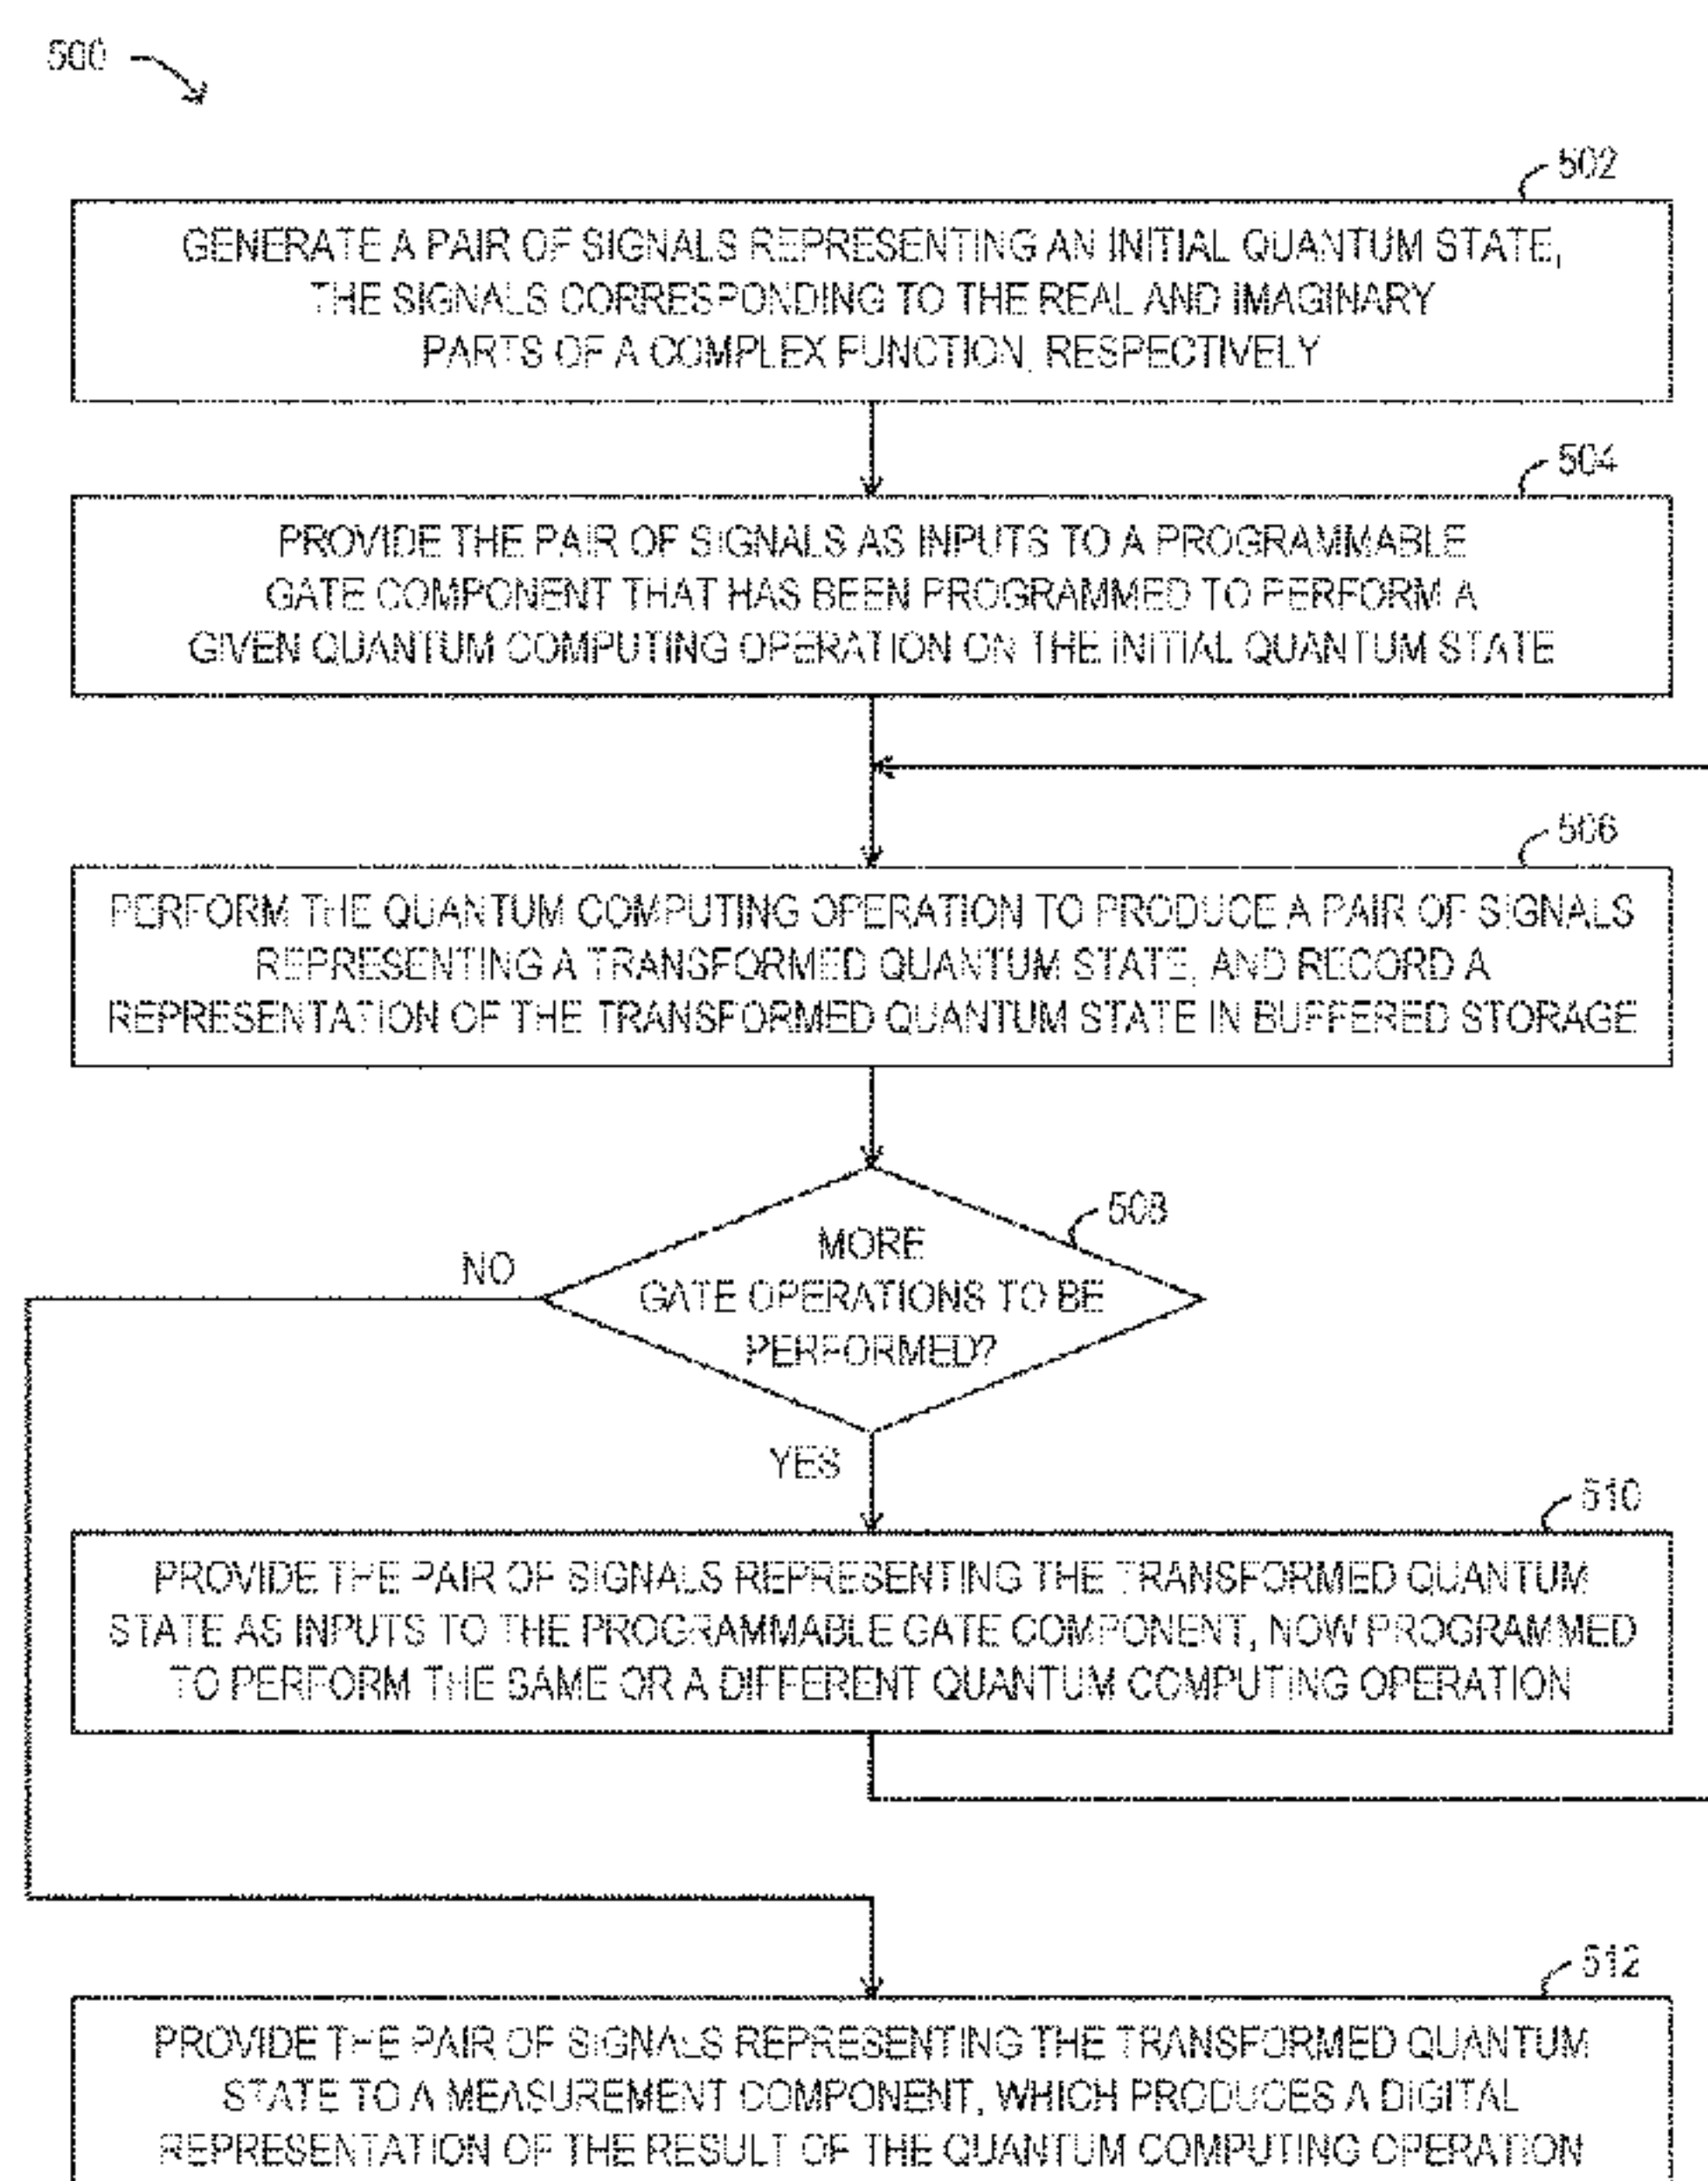 500
502
GENERATE A PAIR OF SIGNALS REPRESENTING AN INITIAL QUANTUM STATE,
THE SIGNALS CORRESPONDING TO THE REAL AND IMAGINARY
PARTS OF A COMPLEX FUNCTION, RESPECTIVELY
504
PROVIDE THE PAIR OF SIGNALS AS INPUTS TO A PROGRAMMABLE
GATE COMPONENT THAT HAS BEEN PROGRAMMED TO PERFORM A
GIVEN QUANTUM COMPUTING OPERATION ON THE INITIAL QUANTUM STATE
506
PERFORM THE QUANTUM COMPUTING OPERATION TO PRODUCE A PAIR OF SIGNALS
REPRESENTING A TRANSFORMED QUANTUM STATE, AND RECORD A
REPRESENTATION OF THE TRANSFORMED QUANTUM STATE IN BUFFERED STORAGE
508
MORE
GATE OPERATIONS TO BE
PERFORMED?
NO
YES
510
PROVIDE THE PAIR OF SIGNALS REPRESENTING THE TRANSFORMED QUANTUM
STATE AS INPUTS TO THE PROGRAMMABLE GATE COMPONENT, NOW PROGRAMMED
TO PERFORM THE SAME OR A DIFFERENT QUANTUM COMPUTING OPERATION
512
PROVIDE THE PAIR OF SIGNALS REPRESENTING THE TRANSFORMED QUANTUM
STATE TO A MEASUREMENT COMPONENT, WHICH PRODUCES A DIGITAL
REPRESENTATION OF THE RESULT OF THE QUANTUM COMPUTING OPERATION